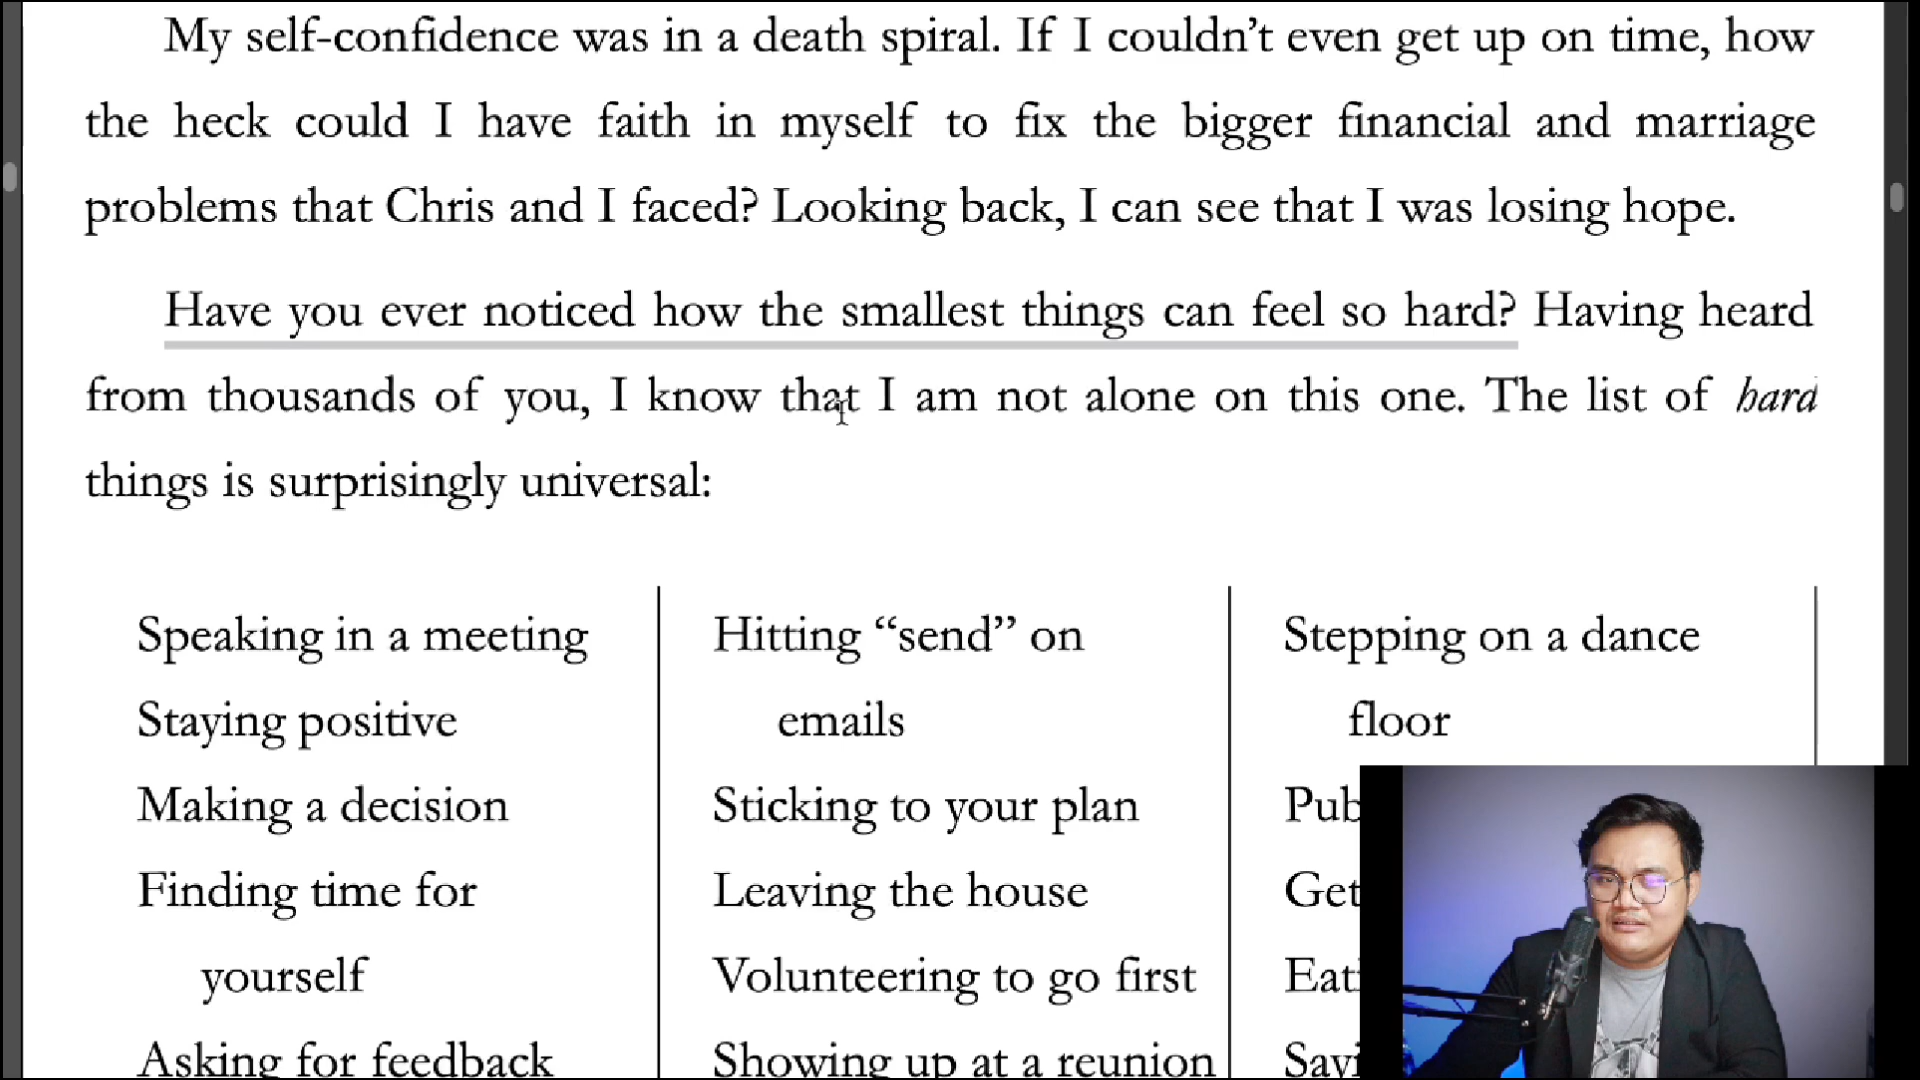 My self-confidence was in a death spiral. If I couldn’t even get up on time, how
the heck could I have faith in myself to fix the bigger financial and marriage
problems that Chris and I faced? Looking back, I can see that I was losing hope.
Have you ever noticed how the smallest things can feel so hard? Having heard
from thousands of you, I know that I am not alone on this one. The list of hard
things is surprisingly universal:
Speaking in a meeting
Staying positive
Making a decision
Finding time for
yourself
Asking for feedback
Hitting “send” on
emails
Sticking to your plan
Leaving the house
Volunteering to go first
Showing up at a reunion
Stepping on a dance
floor